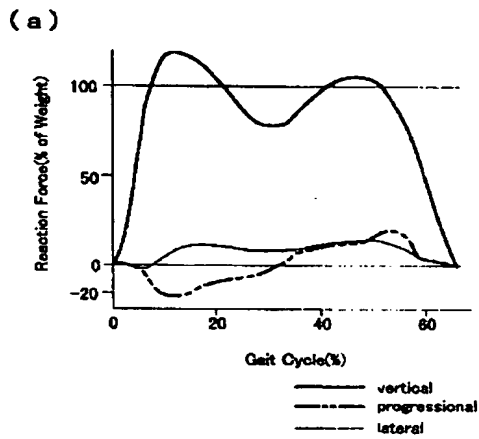 (a)
Reaction Force(% of Weight)
100
50
0
-20
0
20
40
60
Gait Cycle(%)
vertical
progressional
lateral